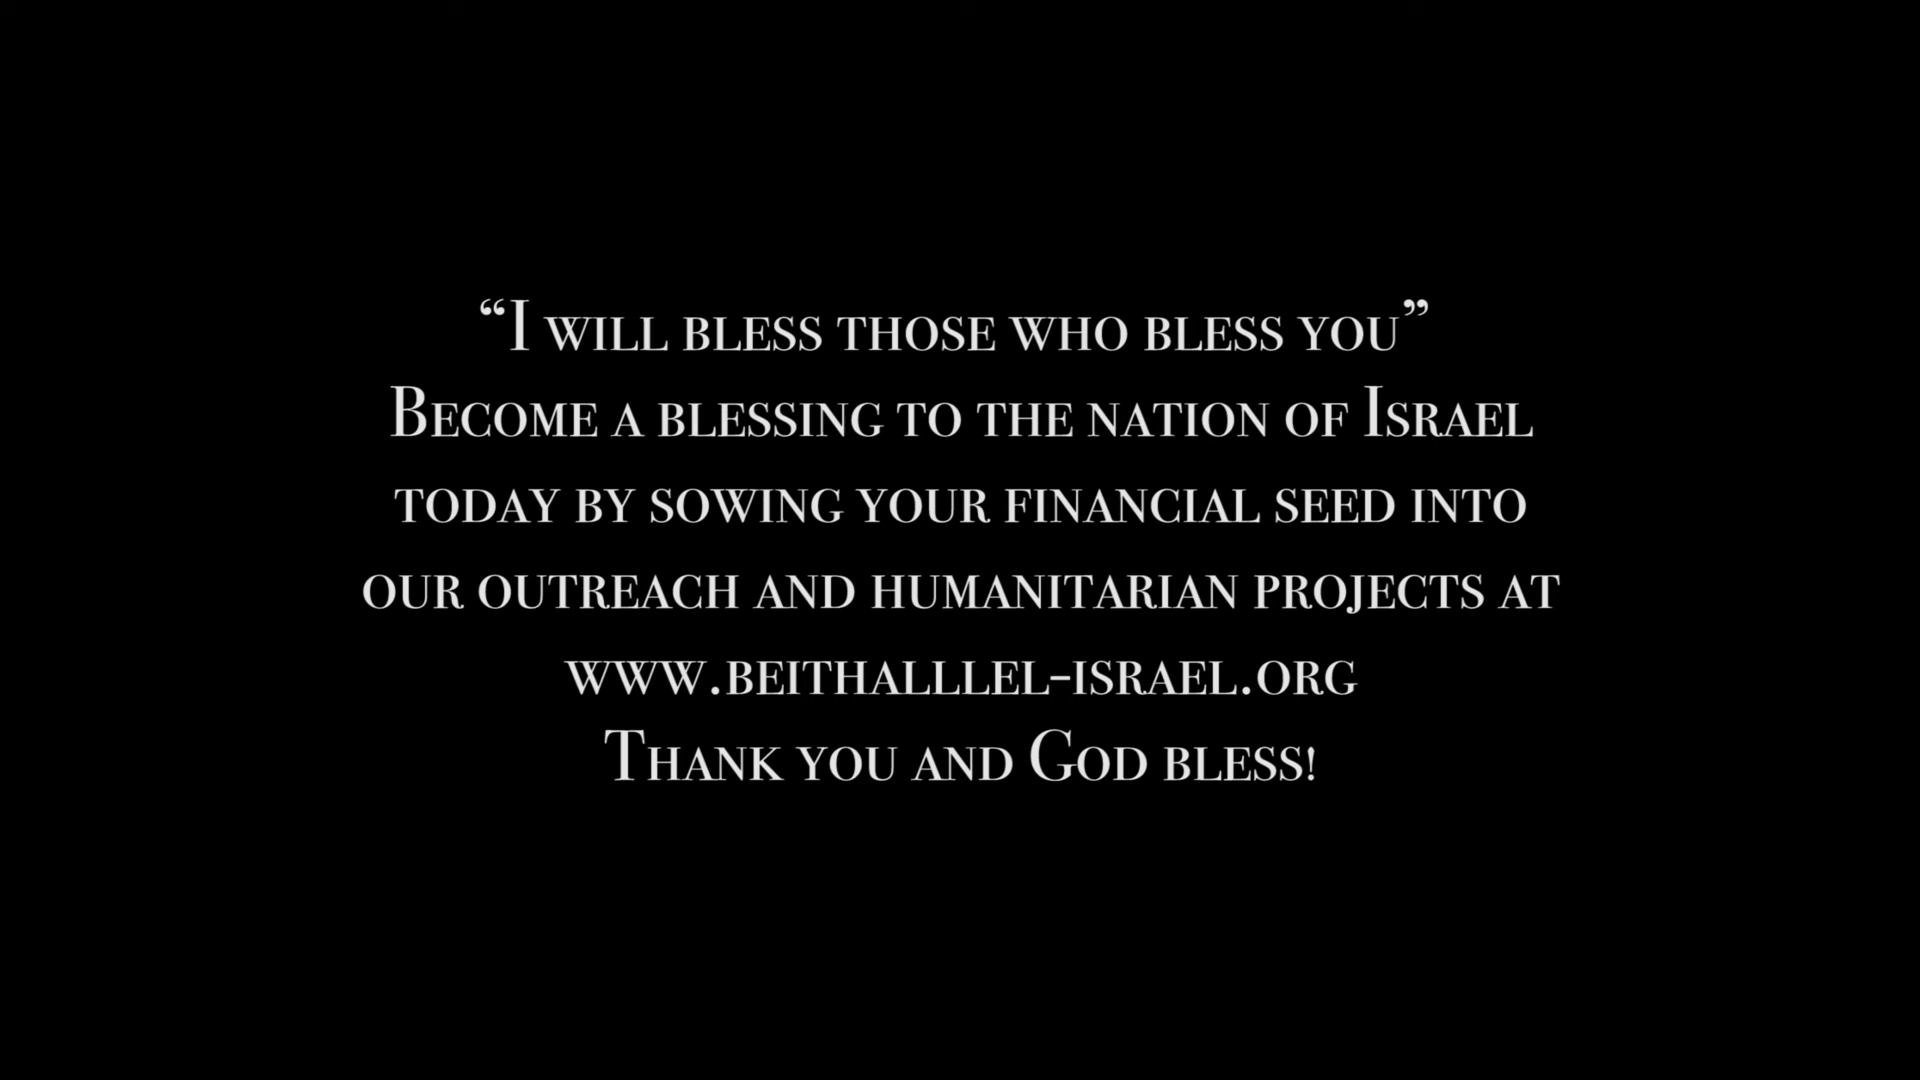 “I will bless those who bless you”
Become a blessing to the nation of Israel
today by sowing your financial seed into
our outreach and humanitarian projects at
www.beithalllel-israel.org
Thank you and God bless!